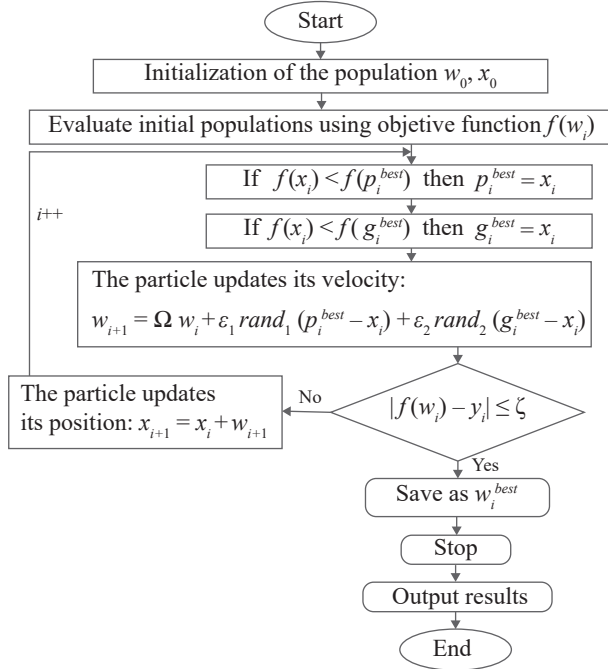 Start
Initialization of the population w₀, x₀
Evaluate initial populations using objetive function f(wᵢ)
If f(xᵢ) < f(pᵢᵇᵉˢᵗ) then pᵢᵇᵉˢᵗ = xᵢ
i++
If f(xᵢ) < f( gᵢᵇᵉˢᵗ) then gᵢᵇᵉˢᵗ = xᵢ
The particle updates its velocity:
wᵢ₊₁ = Ω wᵢ + ε₁ rand₁ (pᵢᵇᵉˢᵗ − xᵢ) + ε₂ rand₂ (gᵢᵇᵉˢᵗ − xᵢ)
The particle updates
its position: xᵢ₊₁ = xᵢ + wᵢ₊₁
No
|f(wᵢ) − yᵢ| ≤ ζ
Yes
Save as wᵢᵇᵉˢᵗ
Stop
Output results
End